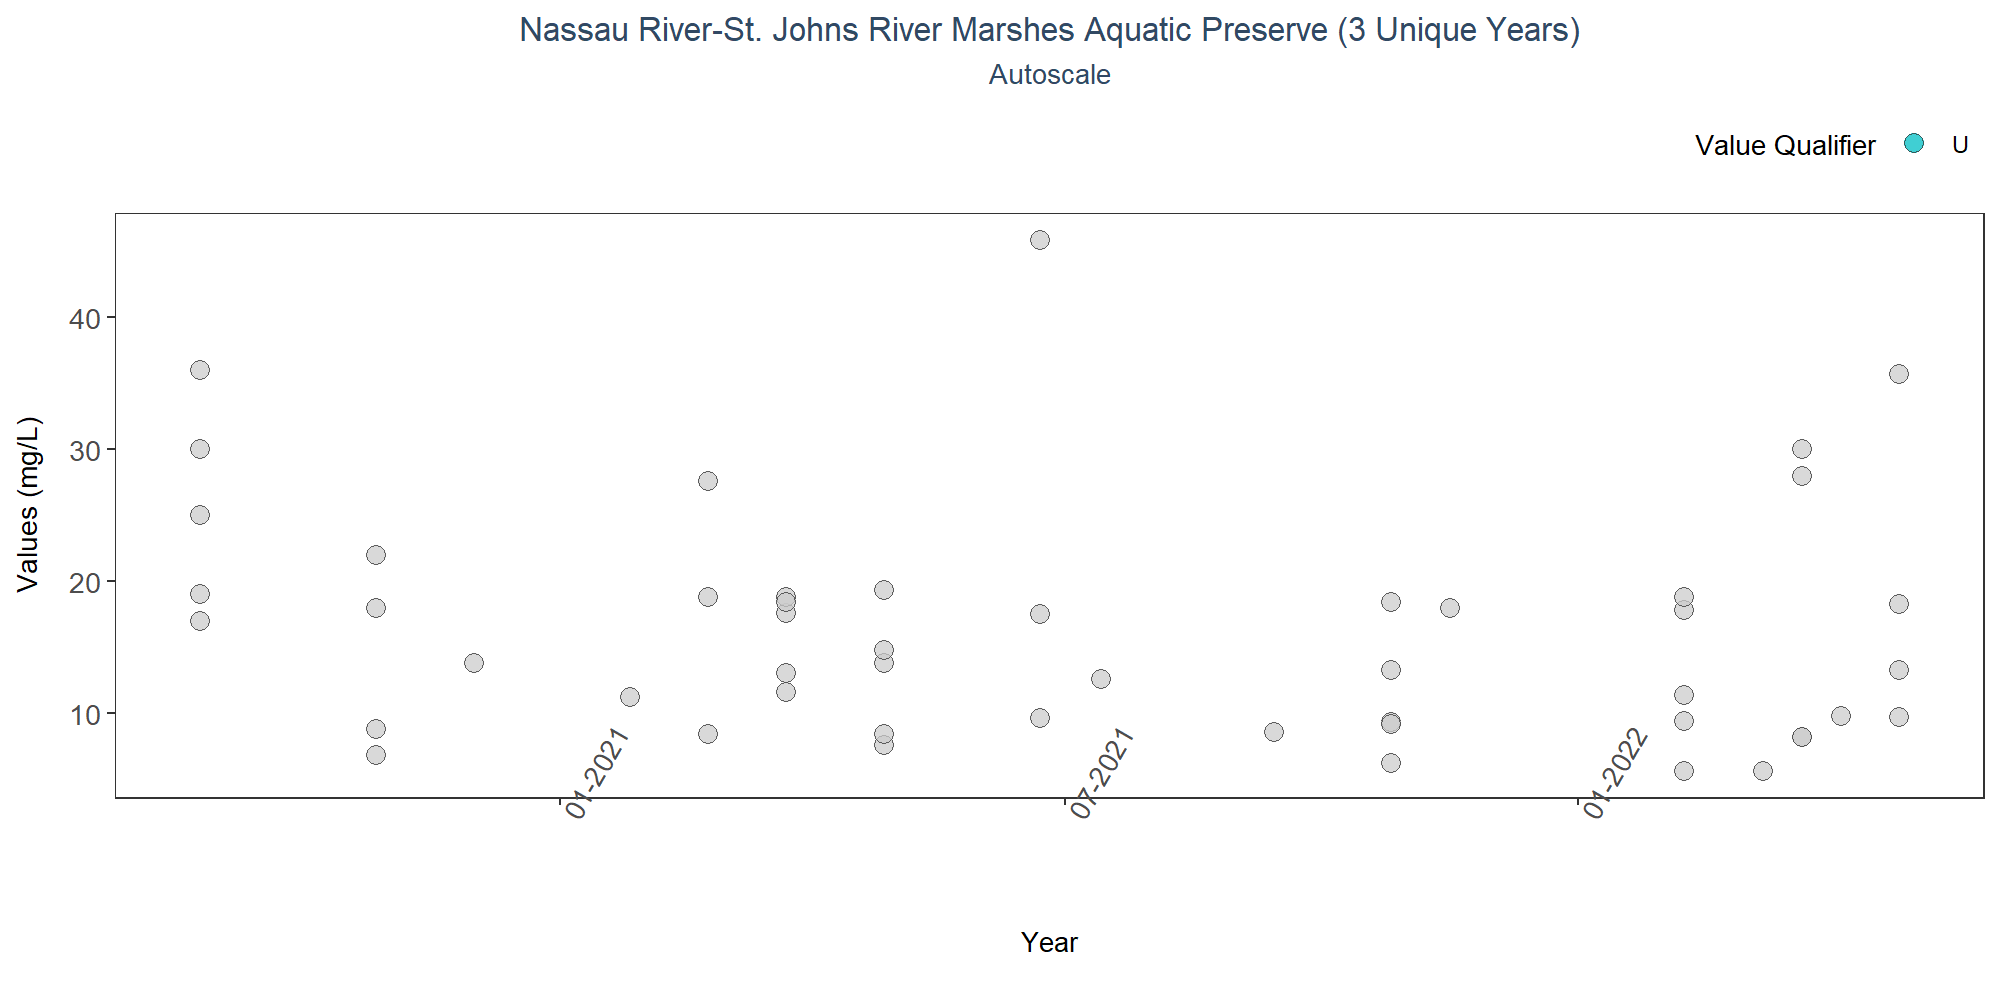 Nassau River-St. Johns River Marshes Aquatic Preserve (3 Unique Years)
Autoscale
Value Qualifier U
Values (mg/L)
40
30
20
10
01-2021
07-2021
01-2022
Year